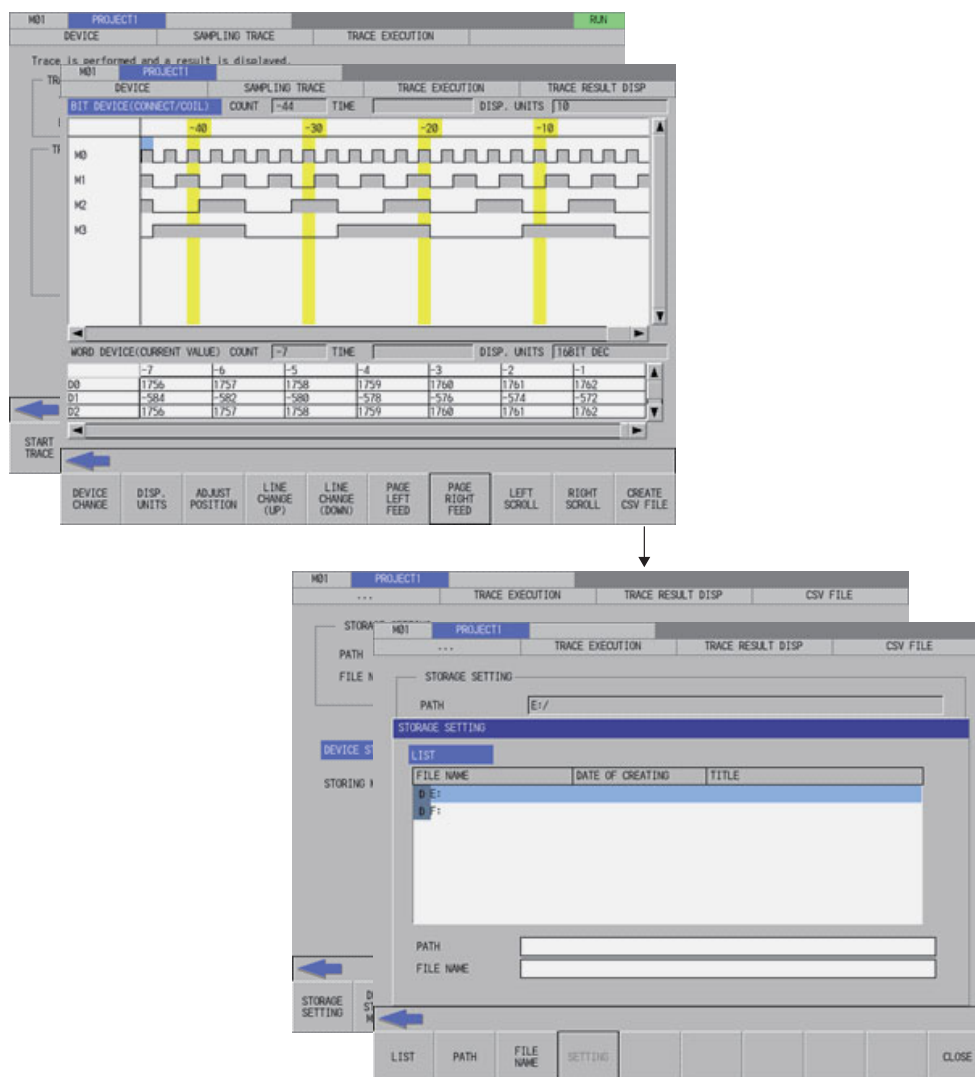 M01 PROJECT1 RUN
DEVICE SAMPLING TRACE TRACE EXECUTION
Trace is performed and a result is displayed.
M01 PROJECT1
DEVICE SAMPLING TRACE TRACE EXECUTION TRACE RESULT DISP
BIT DEVICE(CONNECT/COIL) COUNT -44 TIME DISP. UNITS 10
-40 -30 -20 -10
M0
M1
M2
M3
WORD DEVICE(CURRENT VALUE) COUNT -7 TIME DISP. UNITS 16BIT DEC
-7 -6 -5 -4 -3 -2 -1
D0 1756 1757 1758 1759 1760 1761 1762
D1 -584 -582 -580 -578 -576 -574 -572
D2 1756 1757 1758 1759 1760 1761 1762
START
TRACE
DEVICE
CHANGE
DISP.
UNITS
ADJUST
POSITION
LINE
CHANGE
(UP)
LINE
CHANGE
(DOWN)
PAGE
LEFT
FEED
PAGE
RIGHT
FEED
LEFT
SCROLL
RIGHT
SCROLL
CREATE
CSV FILE
M01 PROJECT1
... TRACE EXECUTION TRACE RESULT DISP CSV FILE
PATH
FILE N
DEVICE S
STORING
STORAGE
SETTING
M01 PROJECT1
... TRACE EXECUTION TRACE RESULT DISP CSV FILE
STORAGE SETTING
PATH E:/
STORAGE SETTING
LIST
FILE NAME DATE OF CREATING TITLE
D E:
D F:
PATH
FILE NAME
LIST
PATH
FILE
NAME
SETTING
CLOSE